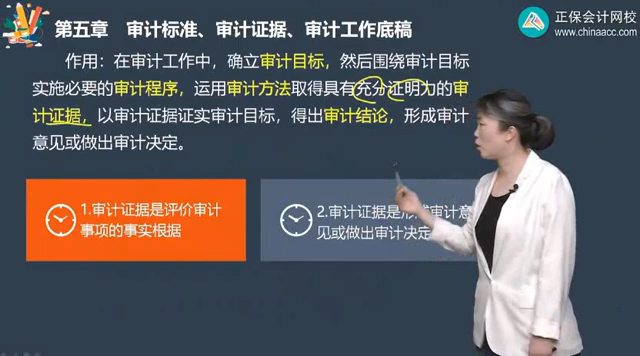 正保会计网校
www.chinaacc.com
第五章 审计标准、审计证据、审计工作底稿
作用：在审计工作中，确立审计目标，然后围绕审计目标
实施必要的审计程序，运用审计方法取得具有充分证明力的审
计证据，以审计证据证实审计目标，得出审计结论，形成审计
意见或做出审计决定。
1.审计证据是评价审计
事项的事实根据
2.审计证据是形成审计意
见或做出审计决定